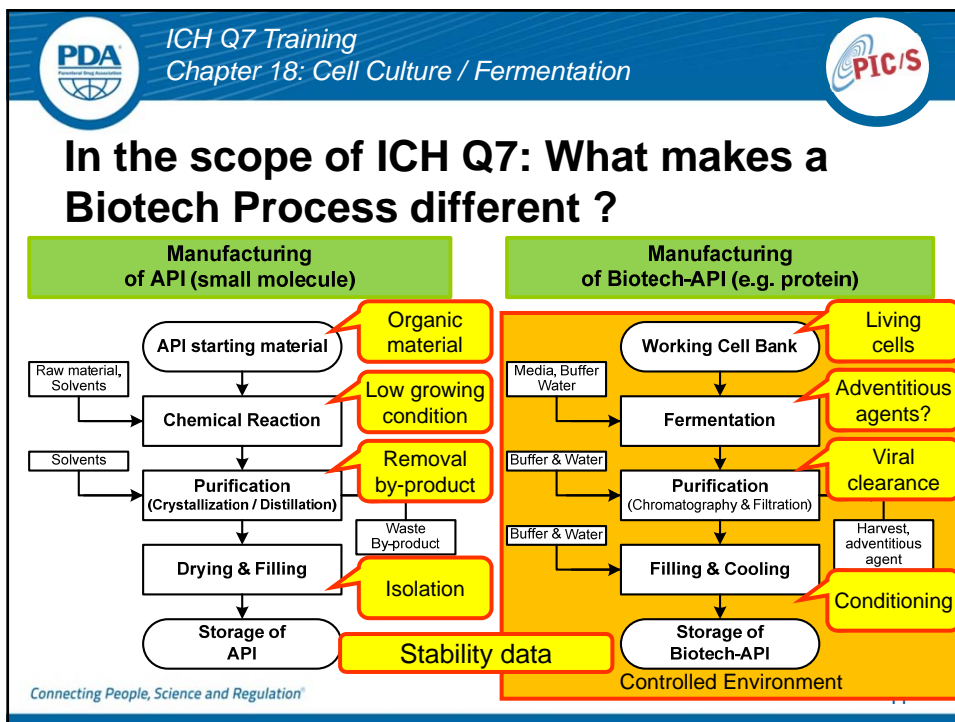 PDA
Parenteral Drug Association
PIC/S
ICH Q7 Training
Chapter 18: Cell Culture / Fermentation
In the scope of ICH Q7: What makes a
Biotech Process different ?
Manufacturing
of API (small molecule)
API starting material
Organic
material
Raw material,
Solvents
Chemical Reaction
Low growing
condition
Solvents
Purification
(Crystallization / Distillation)
Removal
by-product
Waste
By-product
Drying & Filling
Isolation
Storage of
API
Manufacturing
of Biotech-API (e.g. protein)
Working Cell Bank
Living
cells
Media, Buffer
Water
Fermentation
Adventitious
agents?
Buffer & Water
Purification
(Chromatography & Filtration)
Viral
clearance
Harvest,
adventitious
agent
Buffer & Water
Filling & Cooling
Conditioning
Storage of
Biotech-API
Stability data
Controlled Environment
Connecting People, Science and Regulation®